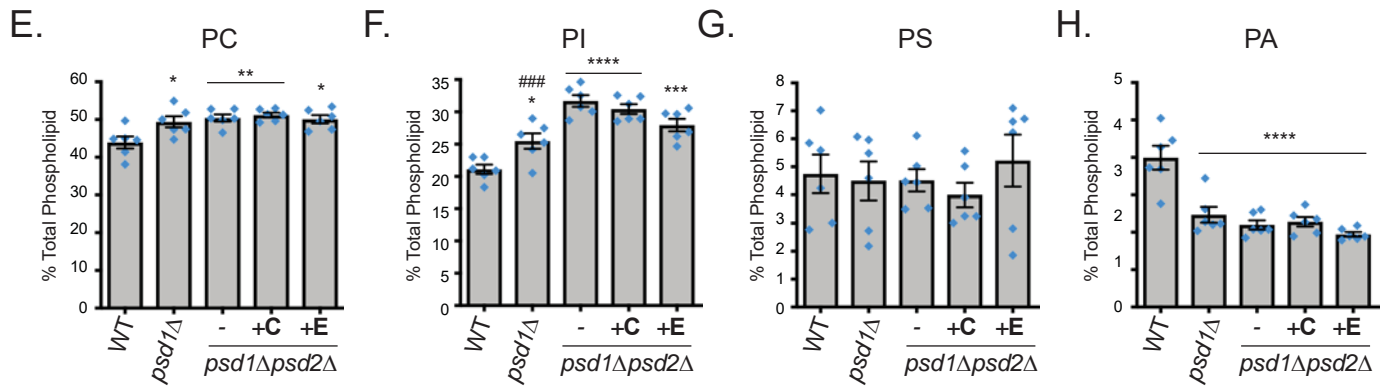 E.
PC
% Total Phospholipid
60
50
40
30
20
10
0
*
**
*
WT
psd1Δ
-
+C
+E
psd1Δpsd2Δ
F.
PI
% Total Phospholipid
35
30
25
20
15
10
5
0
###
*
****
***
WT
psd1Δ
-
+C
+E
psd1Δpsd2Δ
G.
PS
% Total Phospholipid
8
7
6
5
4
3
2
1
0
WT
psd1Δ
-
+C
+E
psd1Δpsd2Δ
H.
PA
% Total Phospholipid
5
4
3
2
1
0
****
WT
psd1Δ
-
+C
+E
psd1Δpsd2Δ